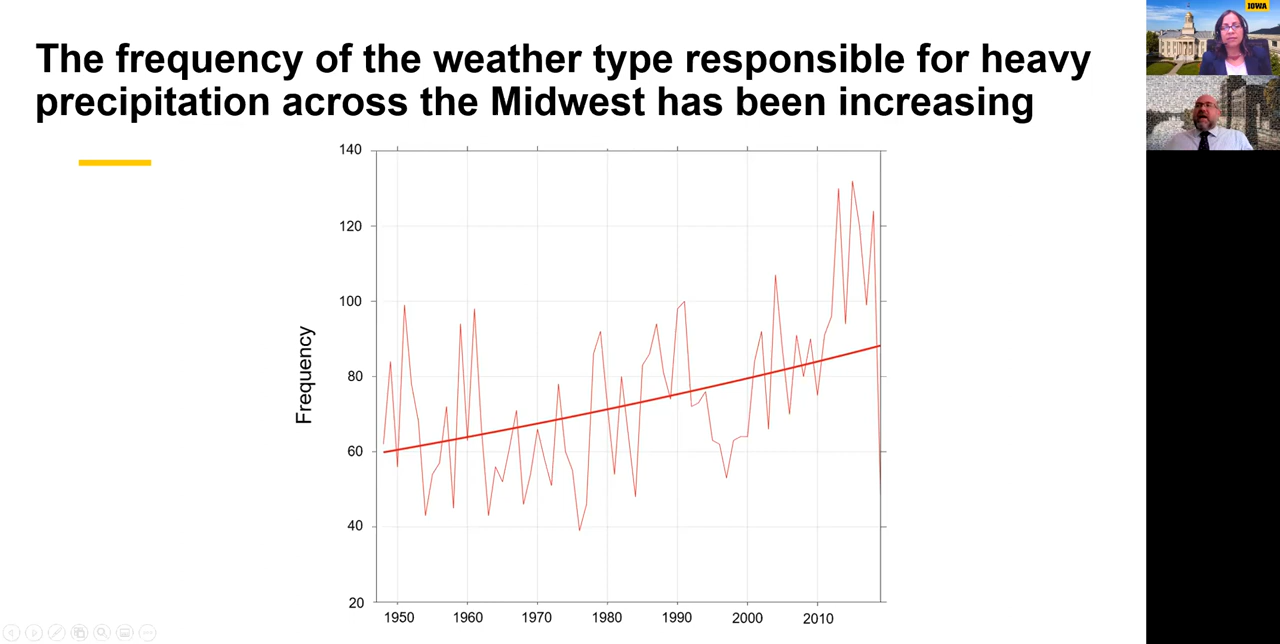 The frequency of the weather type responsible for heavy
precipitation across the Midwest has been increasing
IOWA
140
120
100
80
60
40
20
Frequency
1950 1960 1970 1980 1990 2000 2010